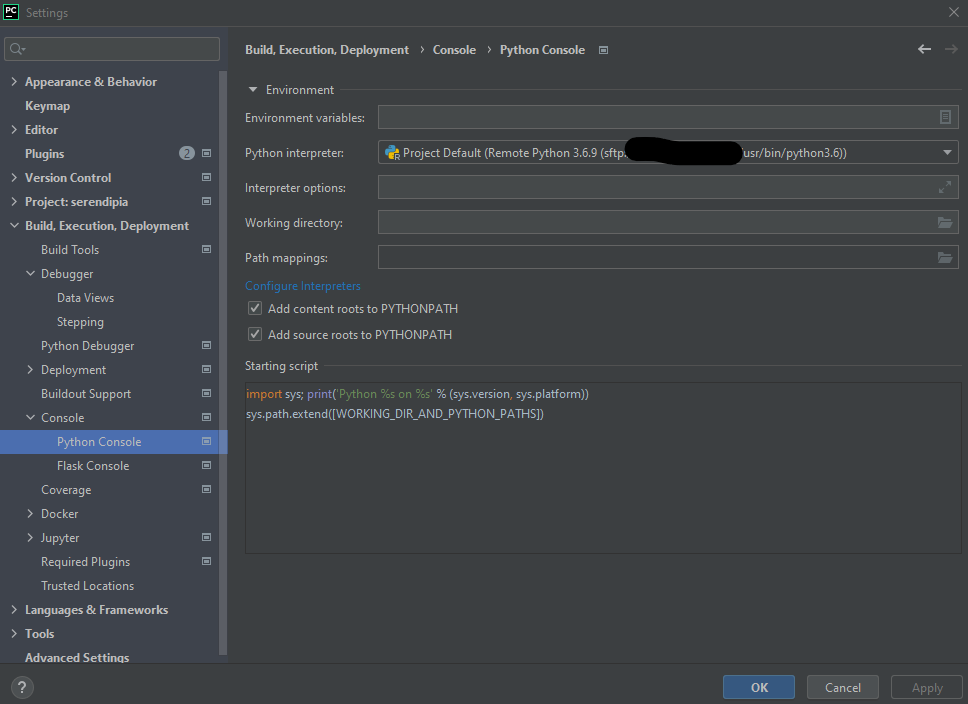 PC Settings
Build, Execution, Deployment › Console › Python Console
Appearance & Behavior
Keymap
Editor
Plugins 2
Version Control
Project: serendipia
Build, Execution, Deployment
Build Tools
Debugger
Data Views
Stepping
Python Debugger
Deployment
Buildout Support
Console
Python Console
Flask Console
Coverage
Docker
Jupyter
Required Plugins
Trusted Locations
Languages & Frameworks
Tools
Advanced Settings
Environment
Environment variables:
Python interpreter: Project Default (Remote Python 3.6.9 (sftp: usr/bin/python3.6))
Interpreter options:
Working directory:
Path mappings:
Configure Interpreters
Add content roots to PYTHONPATH
Add source roots to PYTHONPATH
Starting script
import sys; print('Python %s on %s' % (sys.version, sys.platform))
sys.path.extend([WORKING_DIR_AND_PYTHON_PATHS])
?
OK
Cancel
Apply